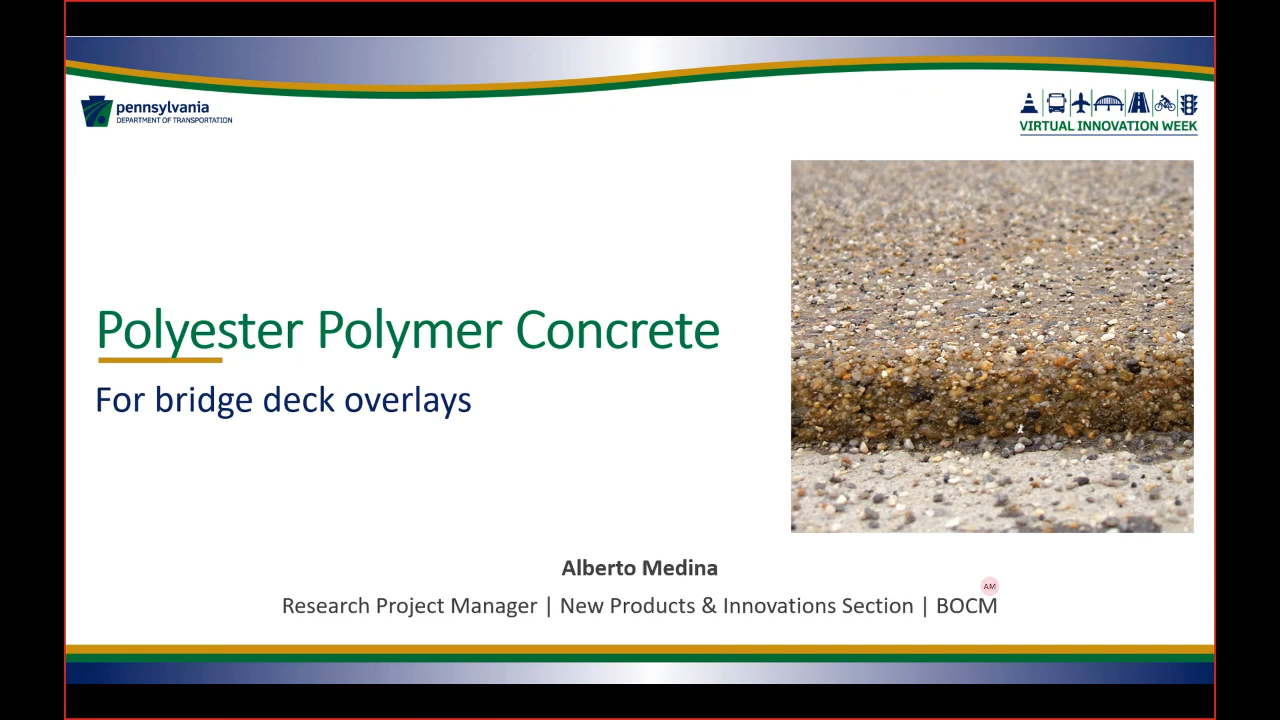 pennsylvania
DEPARTMENT OF TRANSPORTATION
VIRTUAL INNOVATION WEEK
Polyester Polymer Concrete
For bridge deck overlays
Alberto Medina
AM
Research Project Manager | New Products & Innovations Section | BOCM